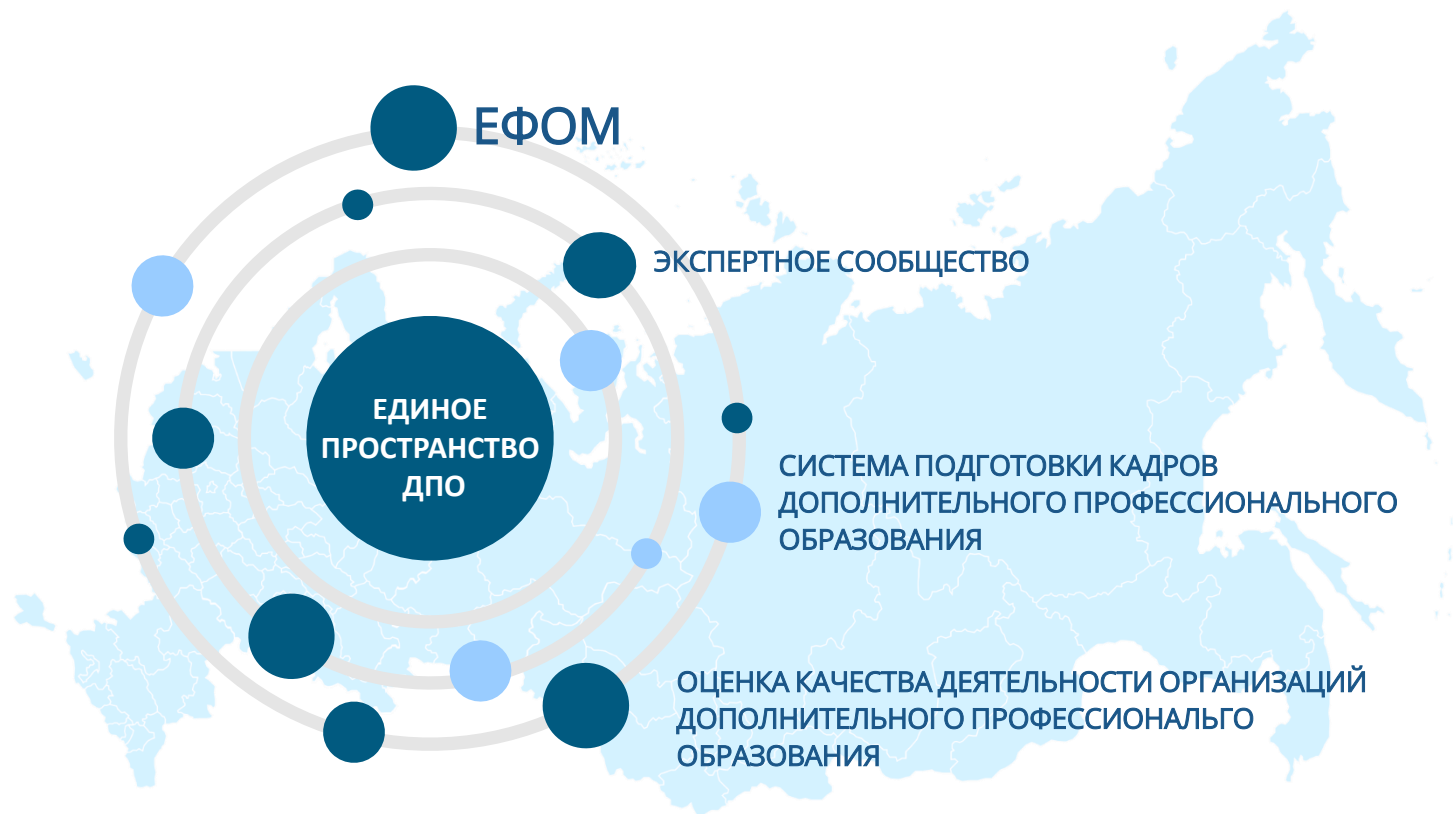 ЕФОМ
ЭКСПЕРТНОЕ СООБЩЕСТВО
ЕДИНОЕ
ПРОСТРАНСТВО
ДПО
СИСТЕМА ПОДГОТОВКИ КАДРОВ
ДОПОЛНИТЕЛЬНОГО ПРОФЕССИОНАЛЬНОГО
ОБРАЗОВАНИЯ
ОЦЕНКА КАЧЕСТВА ДЕЯТЕЛЬНОСТИ ОРГАНИЗАЦИЙ
ДОПОЛНИТЕЛЬНОГО ПРОФЕССИОНАЛЬГО
ОБРАЗОВАНИЯ